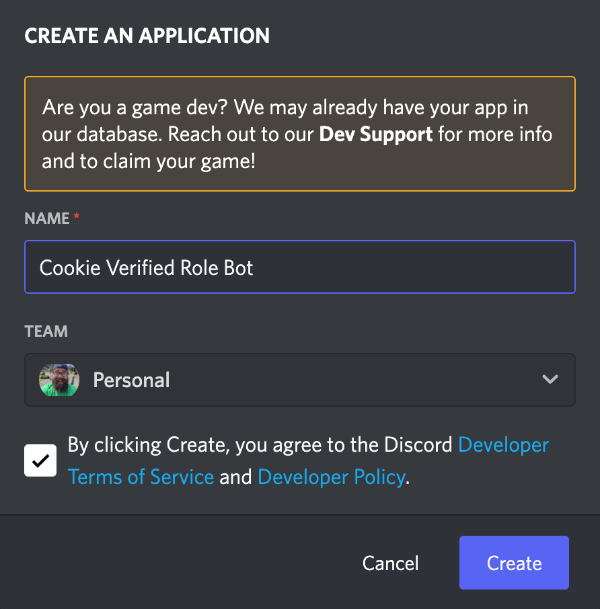 CREATE AN APPLICATION
Are you a game dev? We may already have your app in
our database. Reach out to our Dev Support for more info
and to claim your game!
NAME *
Cookie Verified Role Bot
TEAM
Personal
By clicking Create, you agree to the Discord Developer
Terms of Service and Developer Policy.
Cancel Create